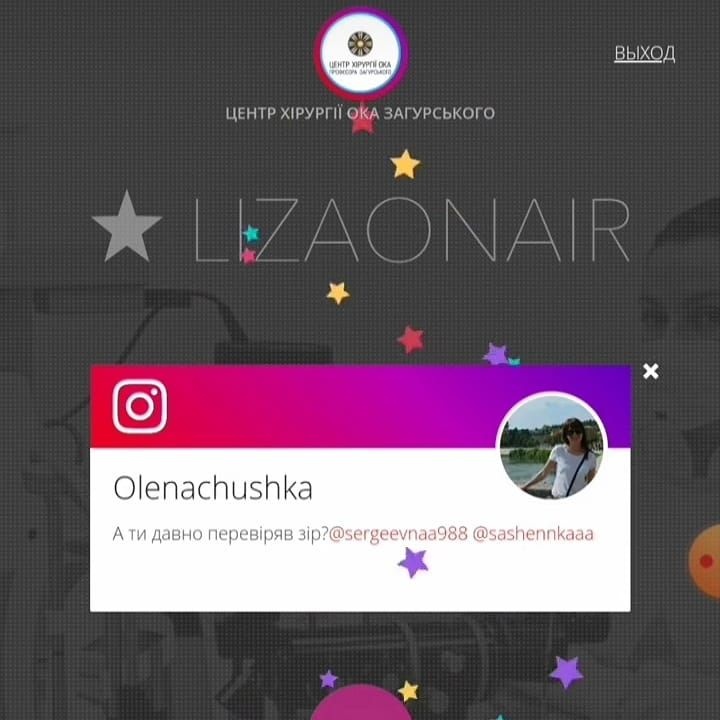 ЦЕНТР ХІРУРГІЇ ОКА
ПРОФЕСОРА ЗАГУРСЬКОГО
ВЫХОД
ЦЕНТР ХІРУРГІЇ ОКА ЗАГУРСЬКОГО
LIZAONAIR
Olenachushka
А ти давно перевіряв зір?@sergeevnaa988 @sashennkaaa